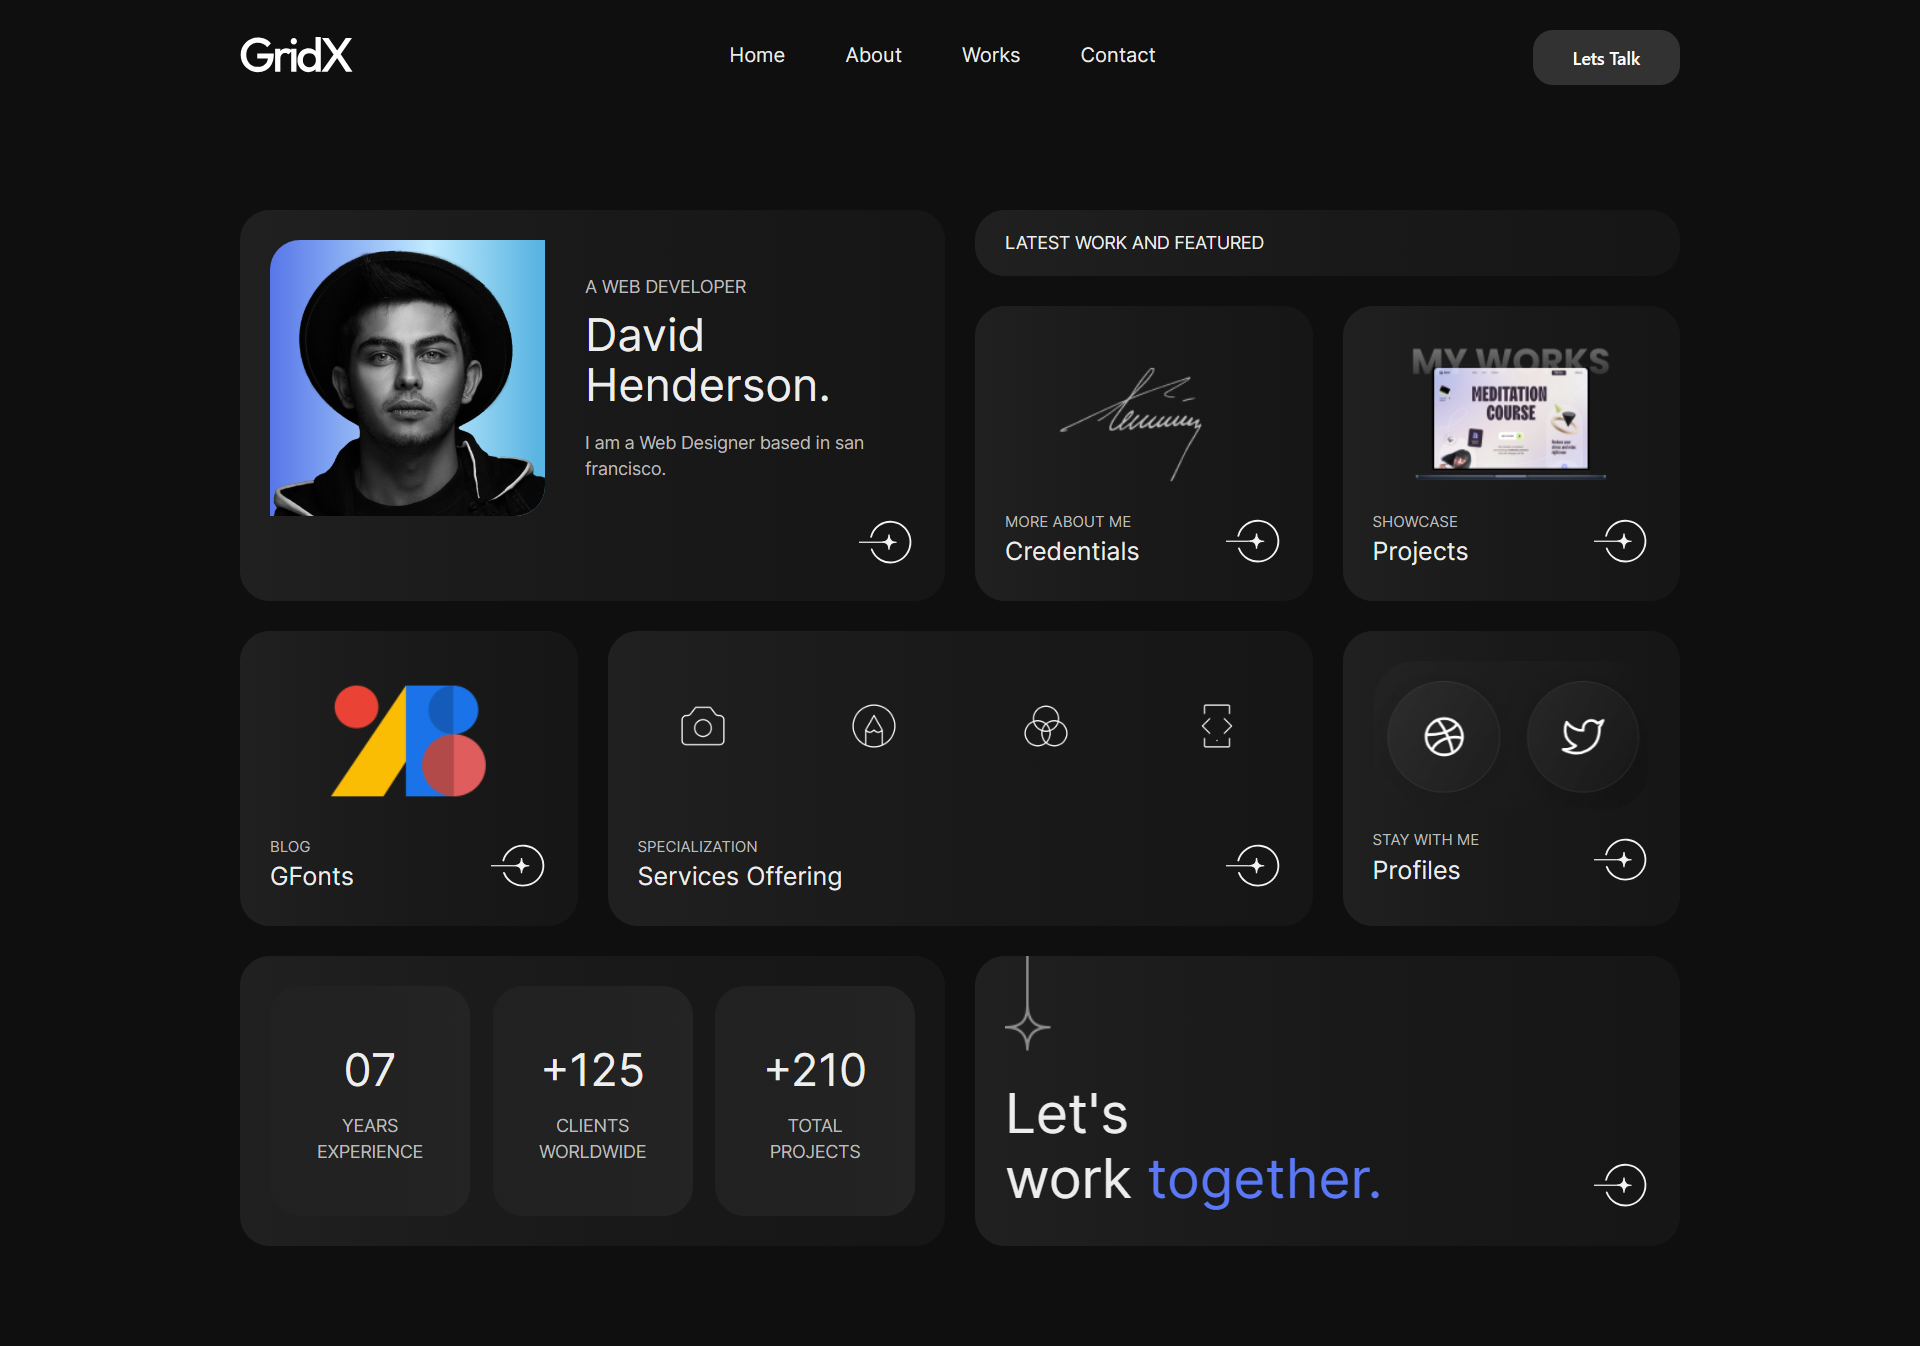 GridX
Home
About
Works
Contact
Lets Talk
A WEB DEVELOPER
David
Henderson.
I am a Web Designer based in san
francisco.
LATEST WORK AND FEATURED
MORE ABOUT ME
Credentials
MY WORKS
MEDITATION
COURSE
SHOWCASE
Projects
BLOG
GFonts
SPECIALIZATION
Services Offering
STAY WITH ME
Profiles
07
YEARS
EXPERIENCE
+125
CLIENTS
WORLDWIDE
+210
TOTAL
PROJECTS
Let's
work together.